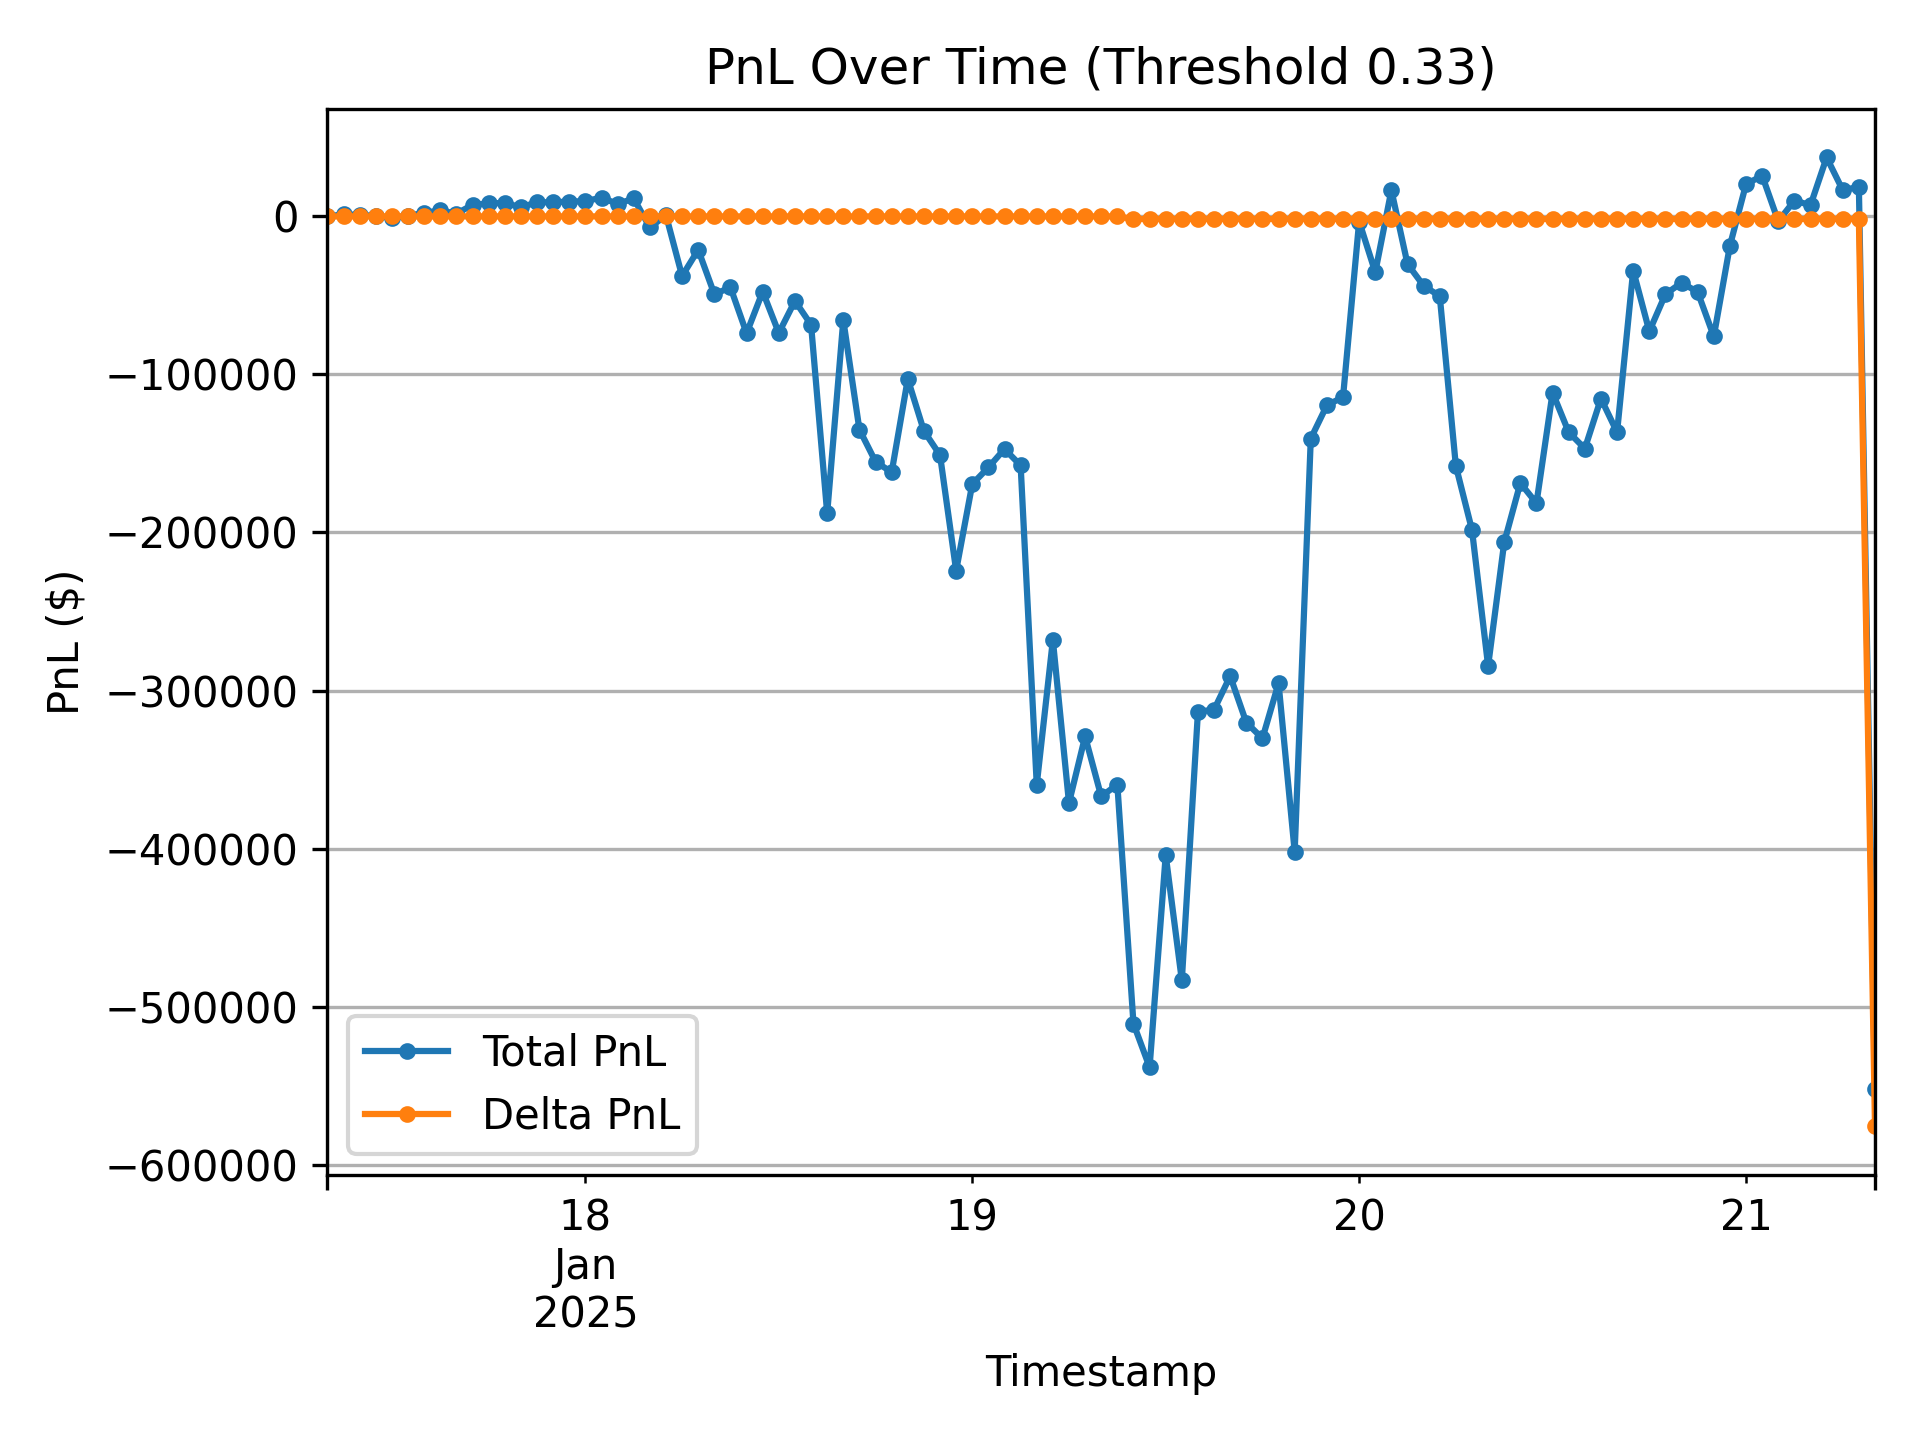 PnL Over Time (Threshold 0.33)
PnL ($)
0
−100000
−200000
−300000
−400000
−500000
−600000
Total PnL
Delta PnL
18
Jan
2025
19
20
21
Timestamp